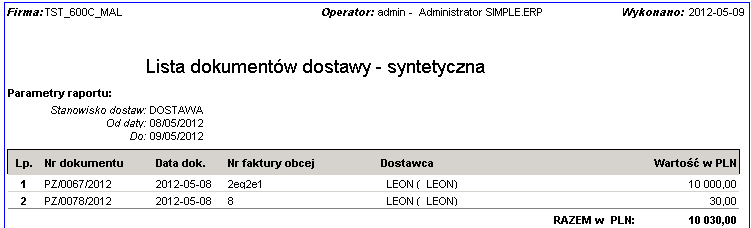 Firma: TST_600C_MAL Operator: admin - Administrator SIMPLE.ERP Wykonano: 2012-05-09
Lista dokumentów dostawy - syntetyczna
Parametry raportu:
Stanowisko dostaw: DOSTAWA
Od daty: 08/05/2012
Do: 09/05/2012
Lp. Nr dokumentu Data dok. Nr faktury obcej Dostawca Wartość w PLN
1 PZ/0067/2012 2012-05-08 2eq2e1 LEON ( LEON) 10 000,00
2 PZ/0078/2012 2012-05-08 8 LEON ( LEON) 30,00
RAZEM w PLN: 10 030,00